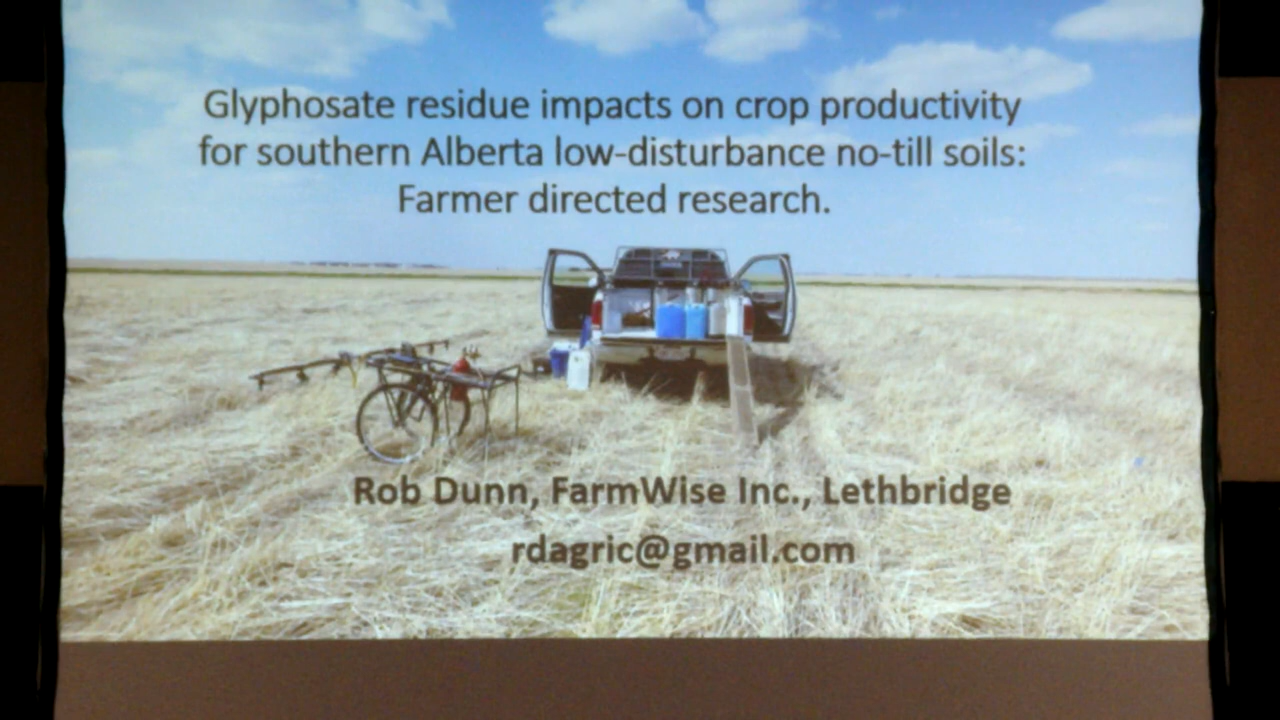 Glyphosate residue impacts on crop productivity
for southern Alberta low-disturbance no-till soils:
Farmer directed research.
Rob Dunn, FarmWise Inc., Lethbridge
rdagric@gmail.com